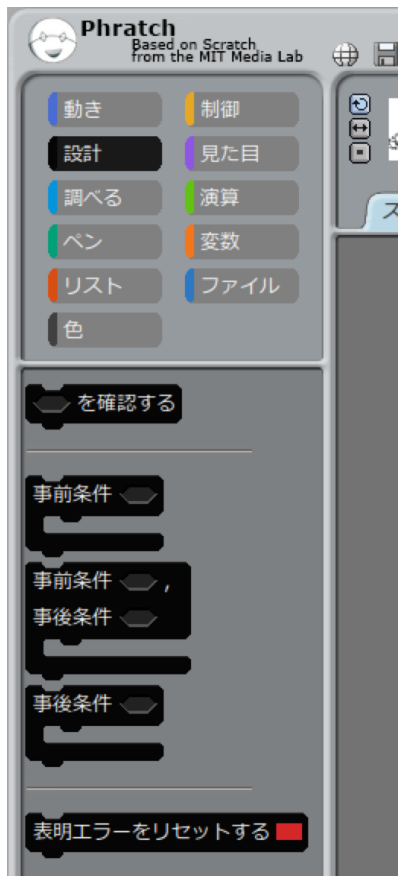 Phratch
Based on Scratch
from the MIT Media Lab
動き
制御
設計
見た目
調べる
演算
ペン
変数
リスト
ファイル
色
ス
を確認する
事前条件
事前条件 ,
事後条件
事後条件
表明エラーをリセットする